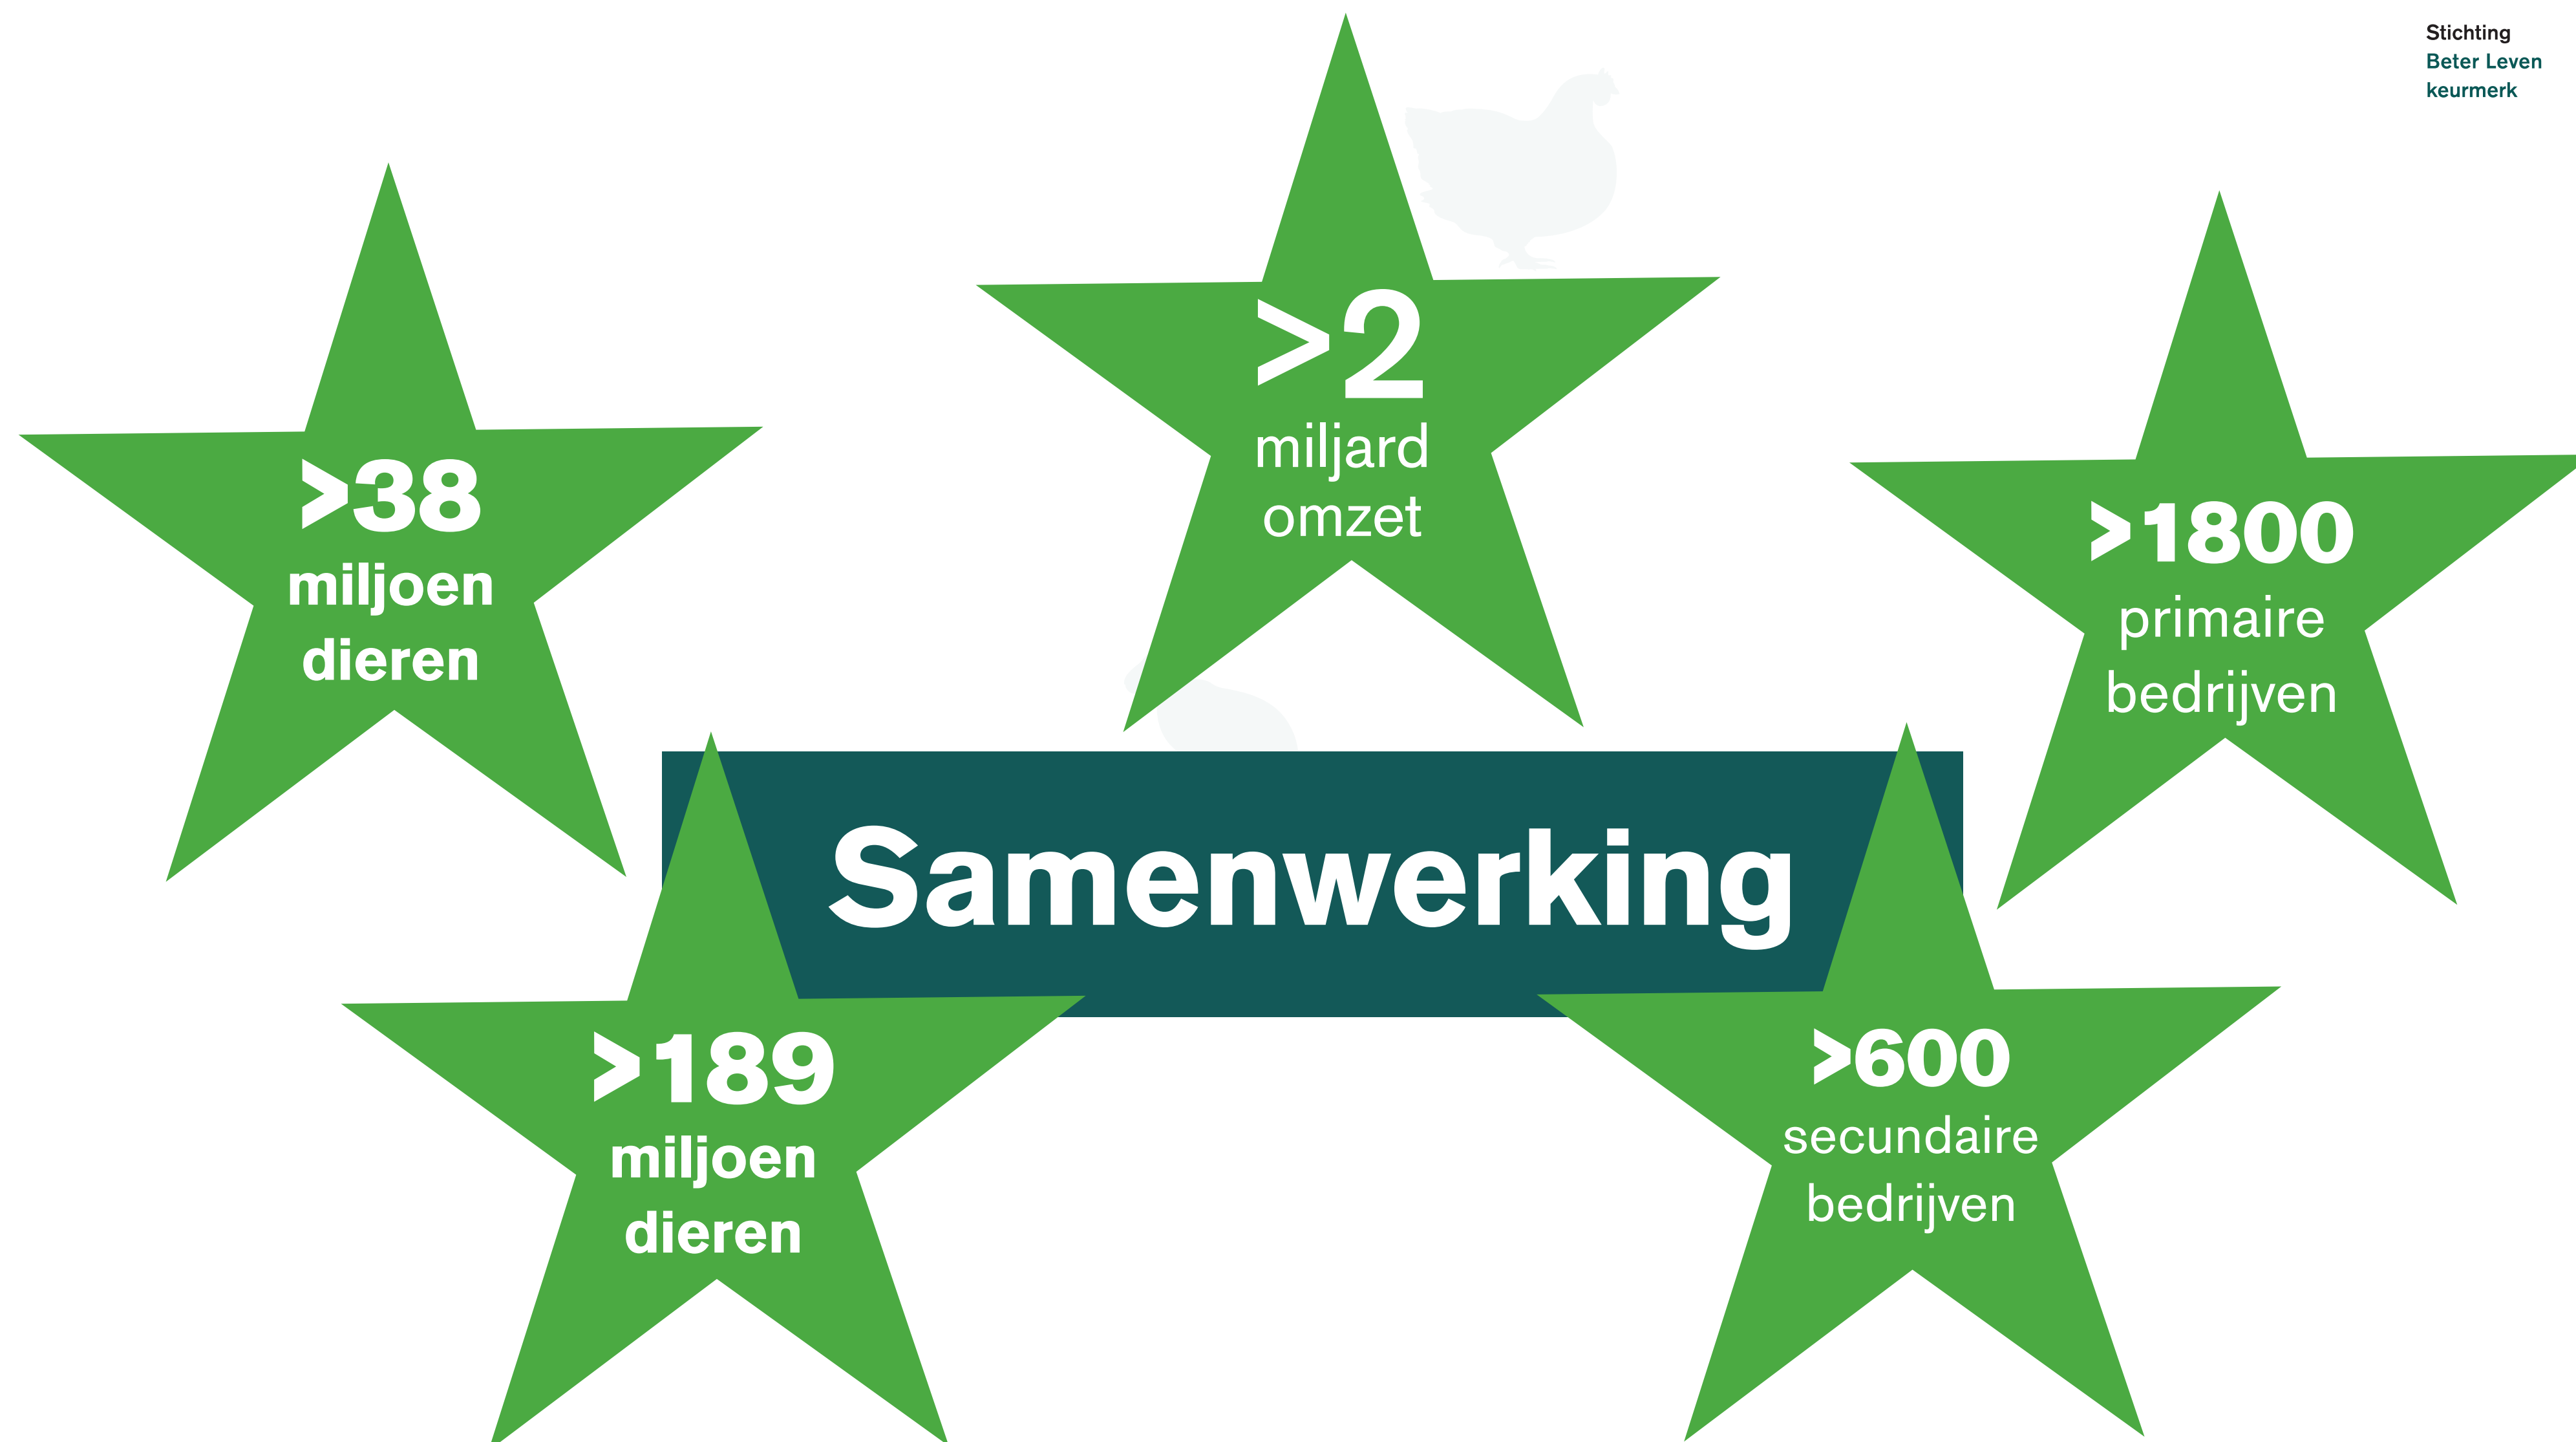 Stichting
Beter Leven
keurmerk
>38
miljoen
dieren
>2
miljard
omzet
>1800
primaire
bedrijven
Samenwerking
>189
miljoen
dieren
>600
secundaire
bedrijven